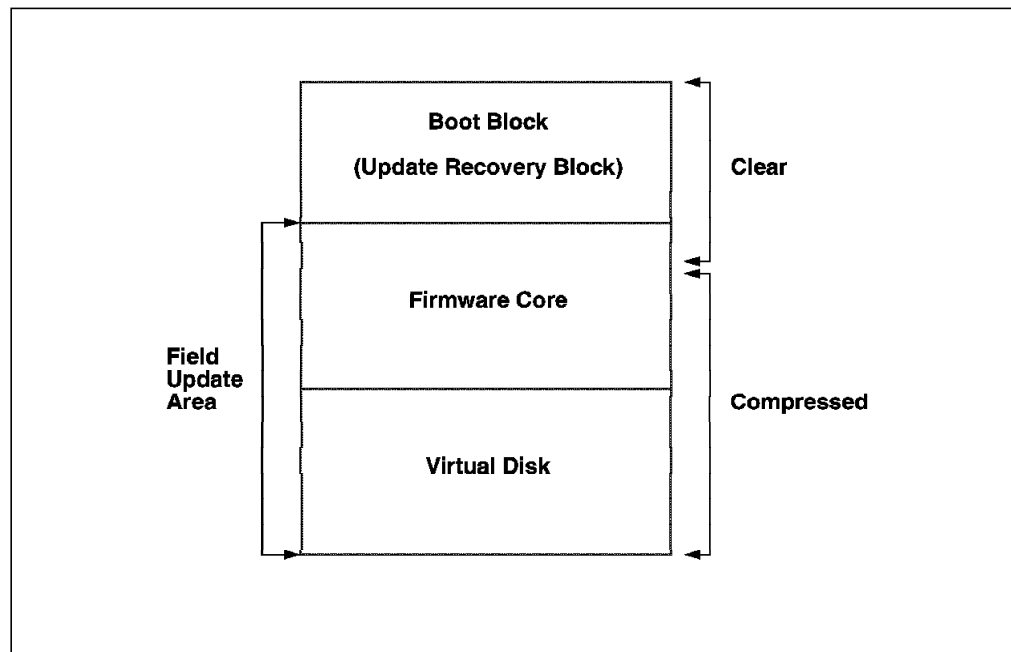 Boot Block
(Update Recovery Block)
Clear
Firmware Core
Field
Update
Area
Compressed
Virtual Disk